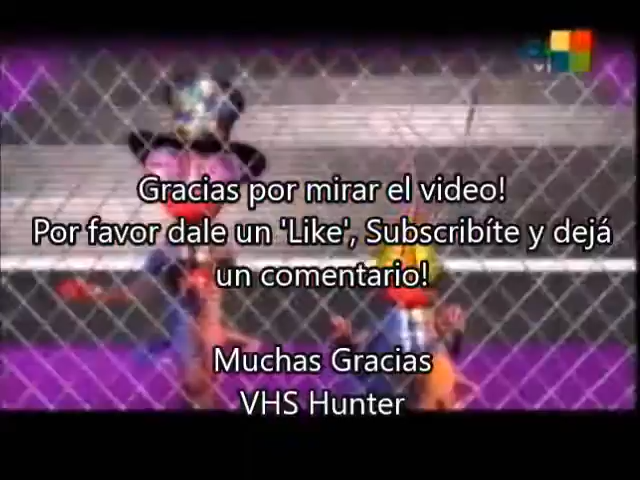 Gracias por mirar el video!
Por favor dale un 'Like', Subscribíte y dejá
un comentario!
Muchas Gracias
VHS Hunter